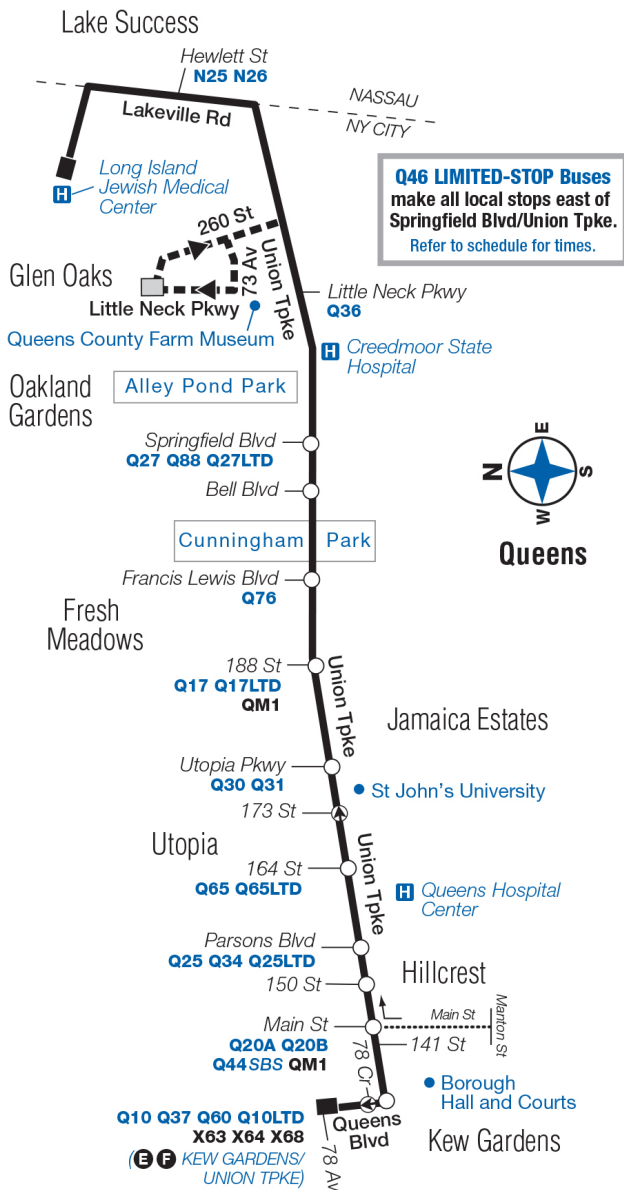 Lake Success
Hewlett St
N25 N26
NASSAU
NY CITY
Lakeville Rd
H
Long Island
Jewish Medical
Center
Q46 LIMITED-STOP Buses
make all local stops east of
Springfield Blvd/Union Tpke.
Refer to schedule for times.
260 St
73 Av
Union Tpke
Glen Oaks
Little Neck Pkwy
Little Neck Pkwy
Q36
Queens County Farm Museum
H
Creedmoor State
Hospital
Oakland
Gardens
Alley Pond Park
Springfield Blvd
Q27 Q88 Q27LTD
Bell Blvd
E
N
S
W
Queens
Cunningham Park
Francis Lewis Blvd
Q76
Fresh
Meadows
188 St
Q17 Q17LTD
QM1
Union Tpke
Jamaica Estates
Utopia Pkwy
Q30 Q31
St John's University
173 St
Utopia
Union Tpke
164 St
Q65 Q65LTD
H
Queens Hospital
Center
Parsons Blvd
Q25 Q34 Q25LTD
Hillcrest
150 St
Main St
Manton St
Main St
Q20A Q20B
Q44SBS QM1
141 St
78 Cr
Borough
Hall and Courts
Q10 Q37 Q60 Q10LTD
X63 X64 X68
(E F KEW GARDENS/
UNION TPKE)
Queens
Blvd
78 Av
Kew Gardens